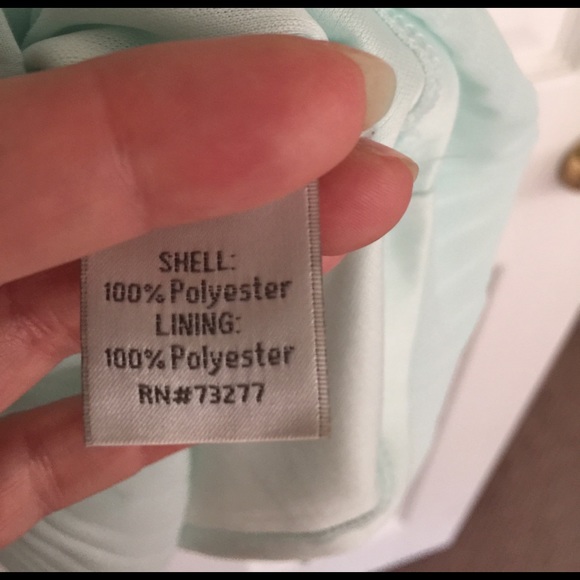 SHELL:
100% Polyester
LINING:
100% Polyester
RN#73277